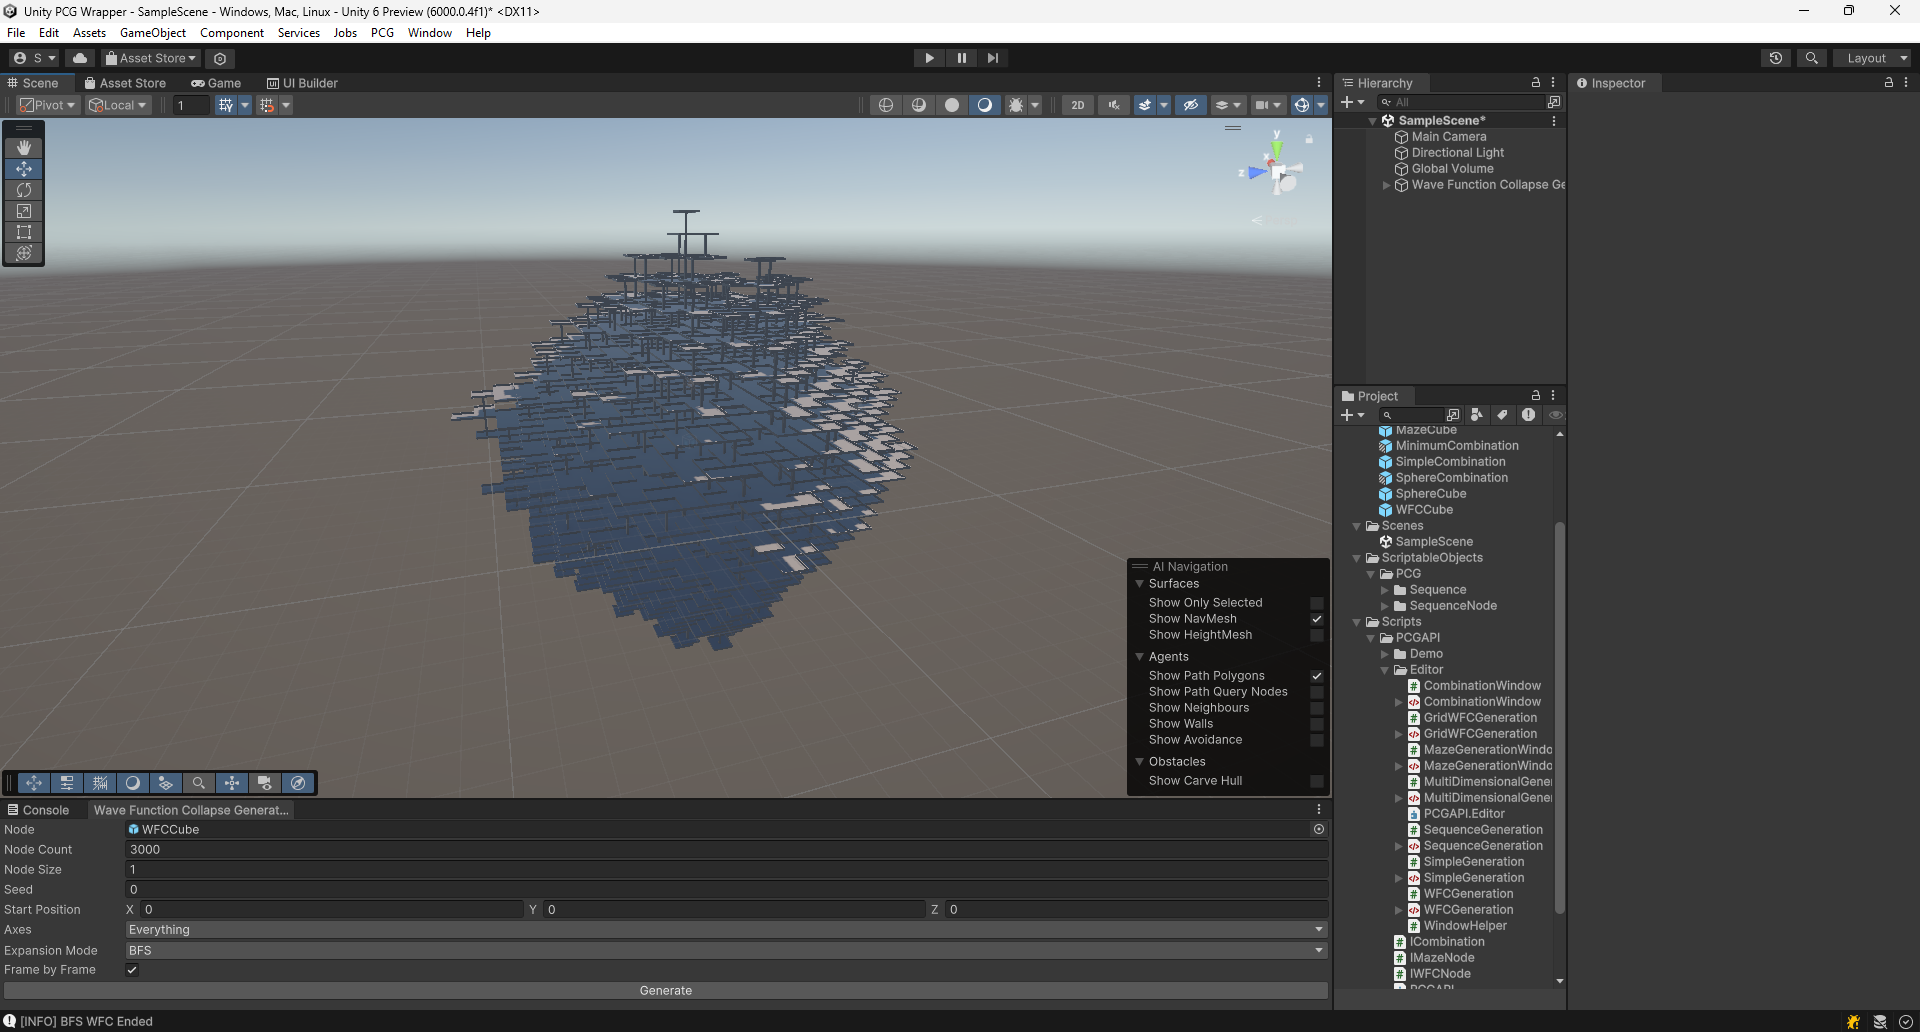 Unity PCG Wrapper - SampleScene - Windows, Mac, Linux - Unity 6 Preview (6000.0.4f1)* <DX11>
File Edit Assets GameObject Component Services Jobs PCG Window Help
S Asset Store Layout
Scene Asset Store Game UI Builder
Pivot Local 1 2D
y
x
z
AI Navigation
Surfaces
Show Only Selected
Show NavMesh
Show HeightMesh
Agents
Show Path Polygons
Show Path Query Nodes
Show Neighbours
Show Walls
Show Avoidance
Obstacles
Show Carve Hull
Console Wave Function Collapse Generat...
Node WFCCube
Node Count 3000
Node Size 1
Seed 0
Start Position X 0 Y 0 Z 0
Axes Everything
Expansion Mode BFS
Frame by Frame
Generate
[INFO] BFS WFC Ended
Hierarchy
All
SampleScene*
Main Camera
Directional Light
Global Volume
Wave Function Collapse Ge
Project
MazeCube
MinimumCombination
SimpleCombination
SphereCombination
SphereCube
WFCCube
Scenes
SampleScene
ScriptableObjects
PCG
Sequence
SequenceNode
Scripts
PCGAPI
Demo
Editor
CombinationWindow
CombinationWindow
GridWFCGeneration
GridWFCGeneration
MazeGenerationWindo
MazeGenerationWindo
MultiDimensionalGener
MultiDimensionalGener
PCGAPI.Editor
SequenceGeneration
SequenceGeneration
SimpleGeneration
SimpleGeneration
WFCGeneration
WFCGeneration
WindowHelper
ICombination
IMazeNode
IWFCNode
PCGAPI
Inspector